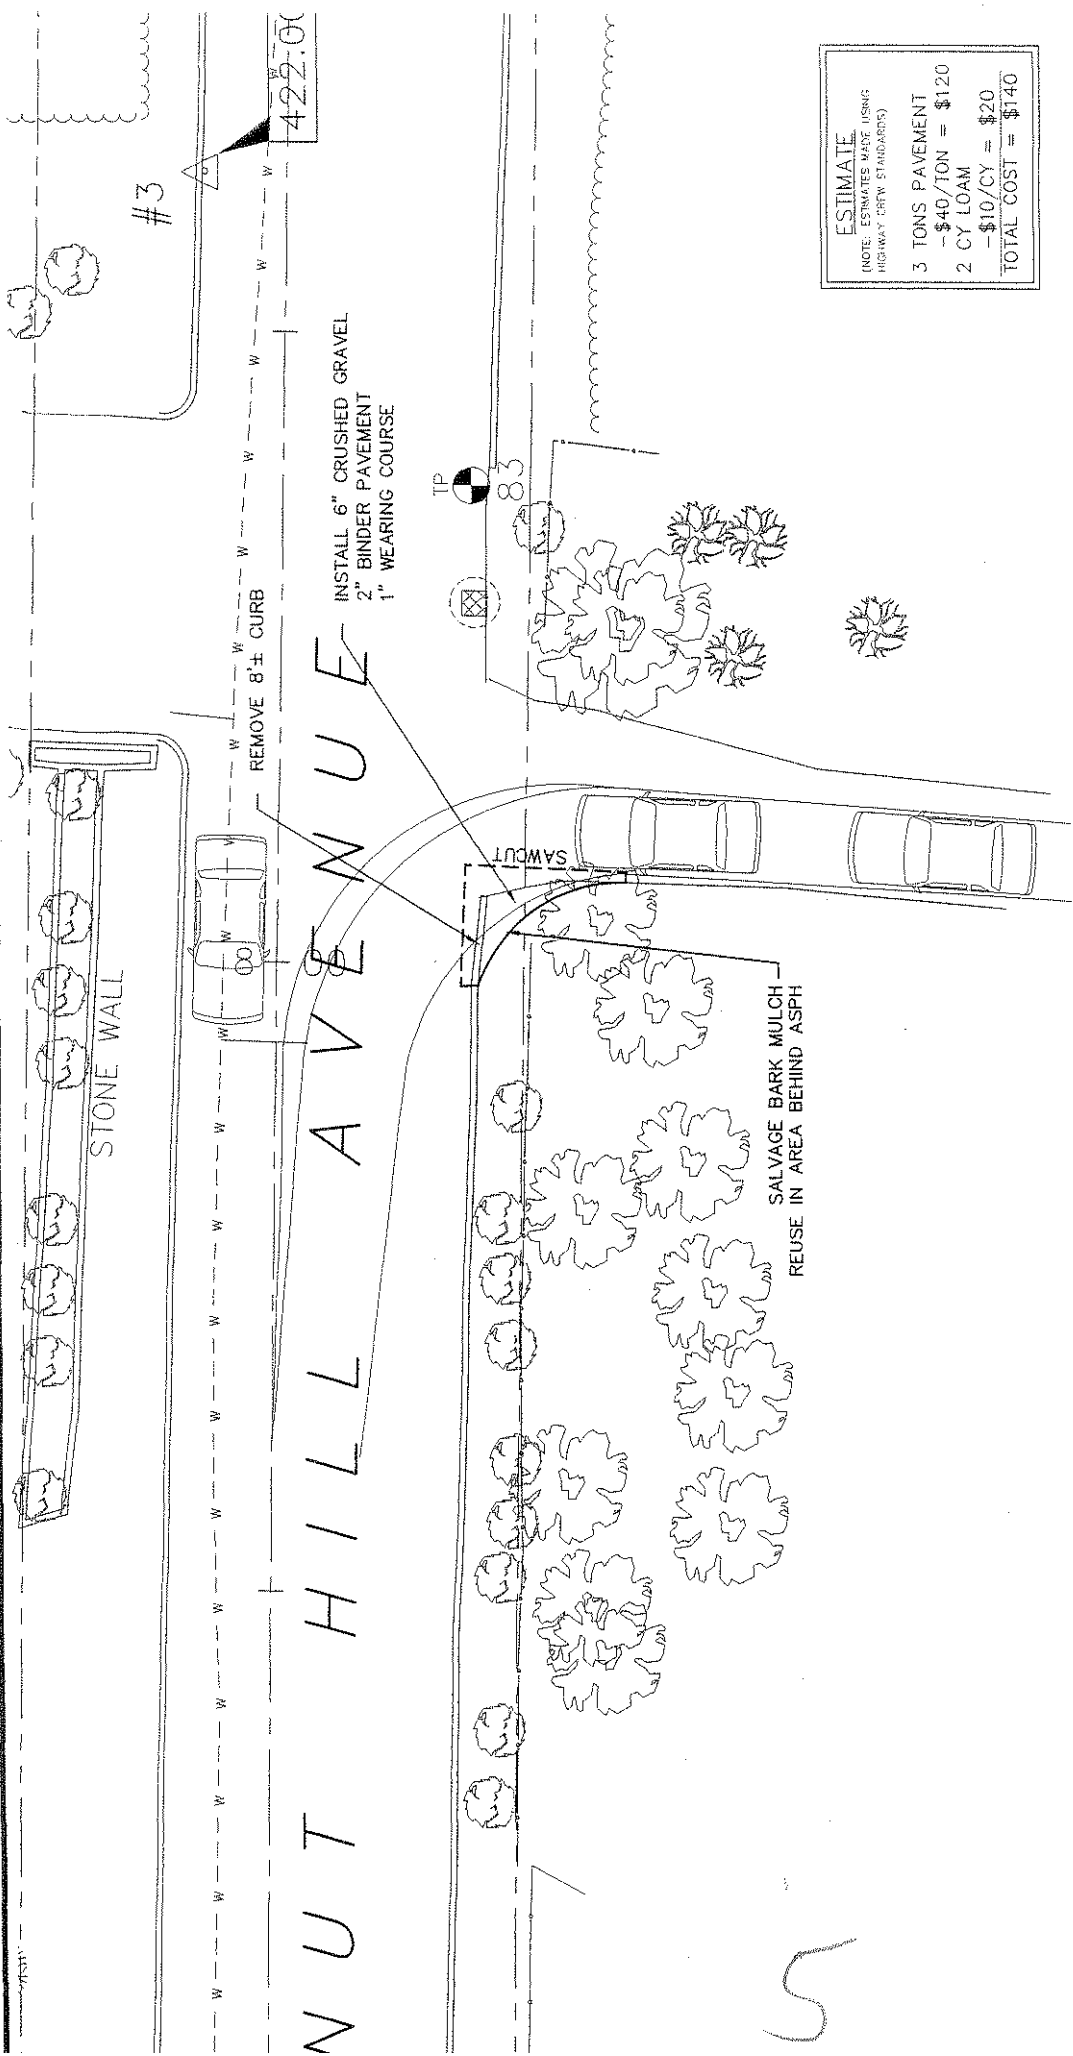 NUT HILL AVENUE
STONE WALL
#3
422.00
REMOVE 8'± CURB
INSTALL 6" CRUSHED GRAVEL
2" BINDER PAVEMENT
1" WEARING COURSE
TP
83
SAWCUT
SALVAGE BARK MULCH
REUSE IN AREA BEHIND ASPH
ESTIMATE
(NOTE: ESTIMATES MADE USING
HIGHWAY CREW STANDARDS)
3 TONS PAVEMENT
-$40/TON = $120
2 CY LOAM
-$10/CY = $20
TOTAL COST = $140
W W W W W W W W W W W W W W W W W W